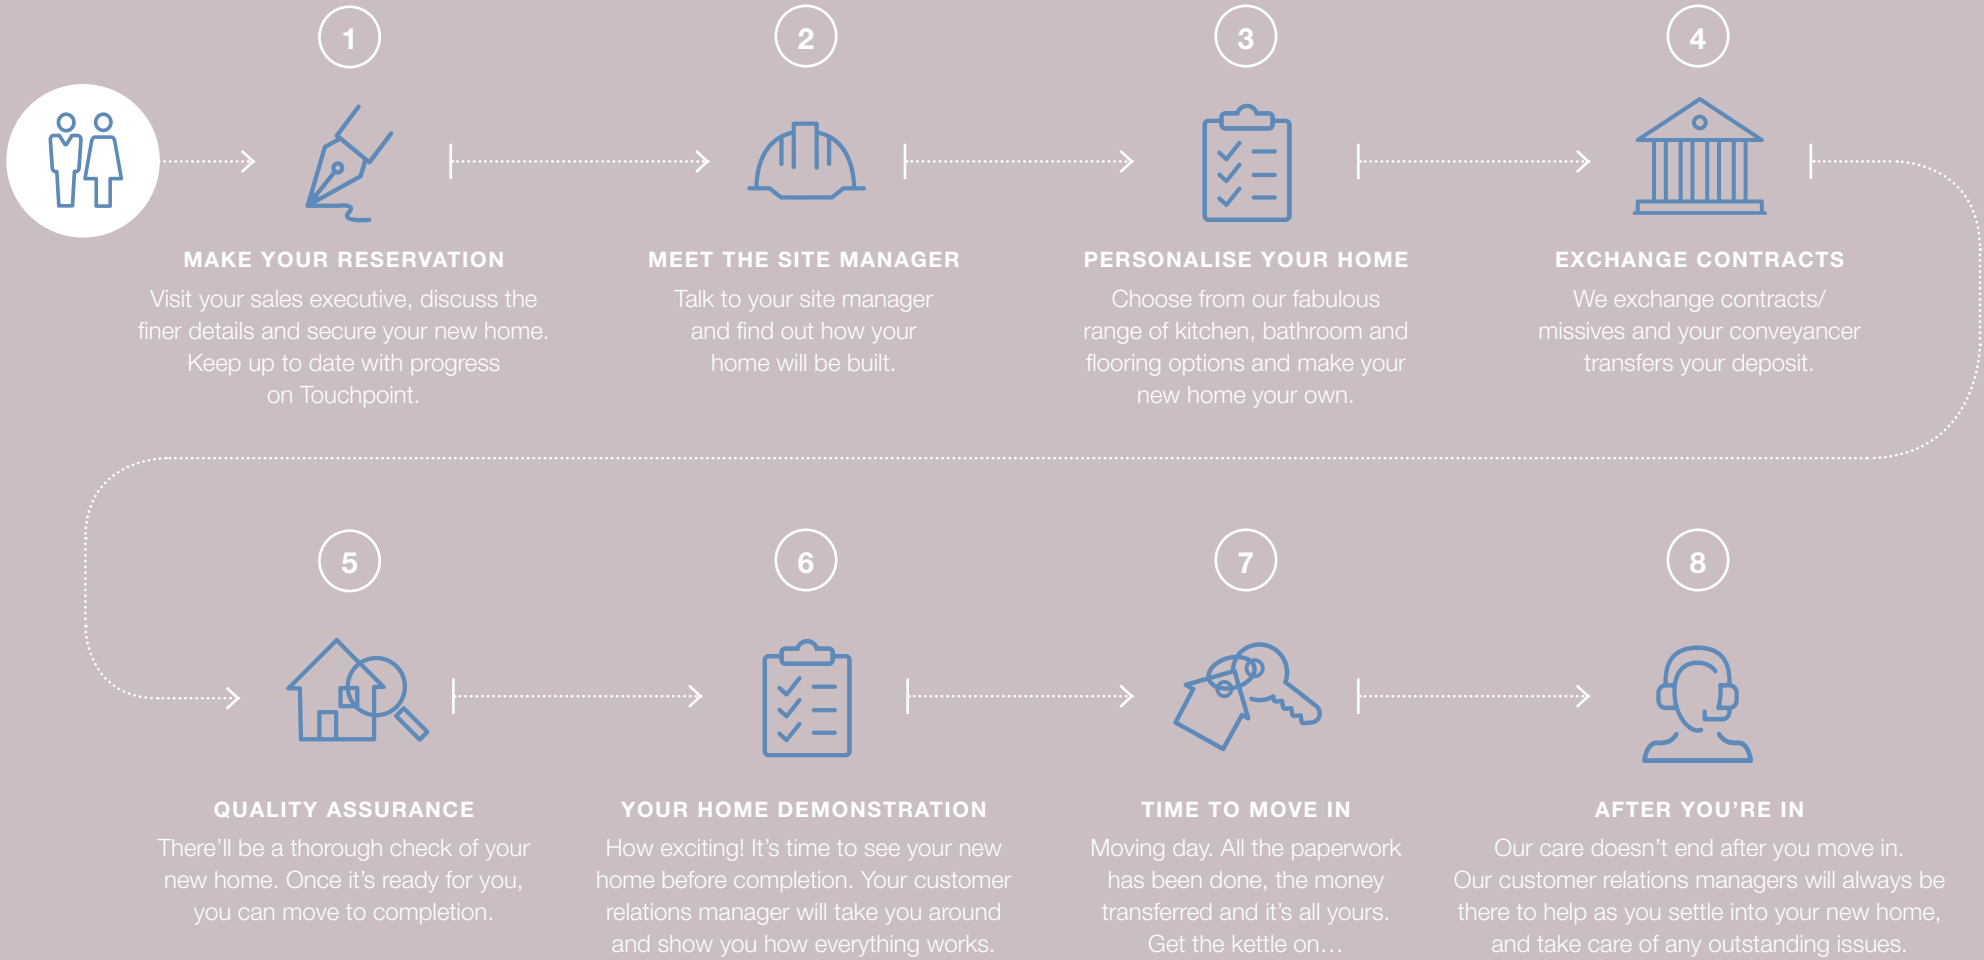 1
MAKE YOUR RESERVATION
Visit your sales executive, discuss the
finer details and secure your new home.
Keep up to date with progress
on Touchpoint.
2
MEET THE SITE MANAGER
Talk to your site manager
and find out how your
home will be built.
3
PERSONALISE YOUR HOME
Choose from our fabulous
range of kitchen, bathroom and
flooring options and make your
new home your own.
4
EXCHANGE CONTRACTS
We exchange contracts/
missives and your conveyancer
transfers your deposit.
5
QUALITY ASSURANCE
There’ll be a thorough check of your
new home. Once it’s ready for you,
you can move to completion.
6
YOUR HOME DEMONSTRATION
How exciting! It’s time to see your new
home before completion. Your customer
relations manager will take you around
and show you how everything works.
7
TIME TO MOVE IN
Moving day. All the paperwork
has been done, the money
transferred and it’s all yours.
Get the kettle on…
8
AFTER YOU’RE IN
Our care doesn’t end after you move in.
Our customer relations managers will always be
there to help as you settle into your new home,
and take care of any outstanding issues.